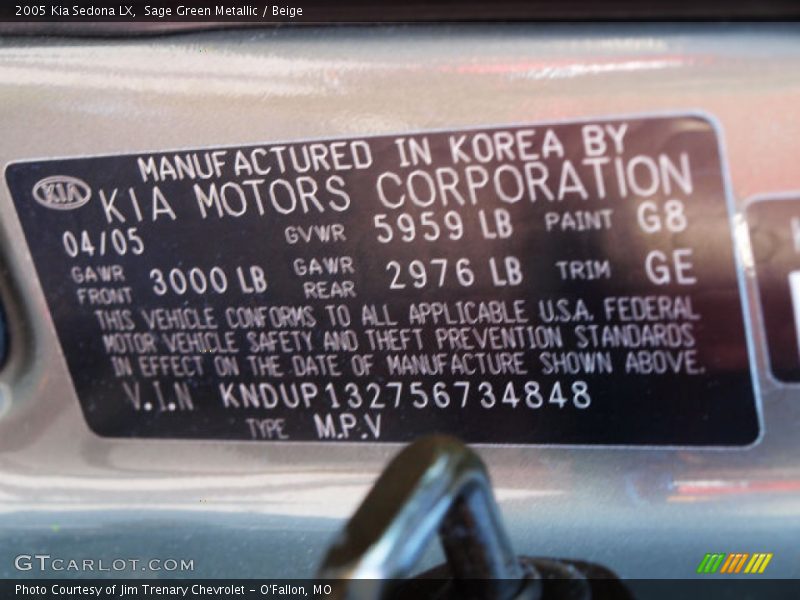 2005 Kia Sedona LX, Sage Green Metallic / Beige
KIA
MANUFACTURED IN KOREA BY
KIA MOTORS CORPORATION
04/05 GVWR 5959 LB PAINT G8
GAWR FRONT 3000 LB GAWR REAR 2976 LB TRIM GE
THIS VEHICLE CONFORMS TO ALL APPLICABLE U.S.A. FEDERAL
MOTOR VEHICLE SAFETY AND THEFT PREVENTION STANDARDS
IN EFFECT ON THE DATE OF MANUFACTURE SHOWN ABOVE.
V.I.N KNDUP132756734848
TYPE M.P.V
GTCARLOT.COM
Photo Courtesy of Jim Trenary Chevrolet - O'Fallon, MO